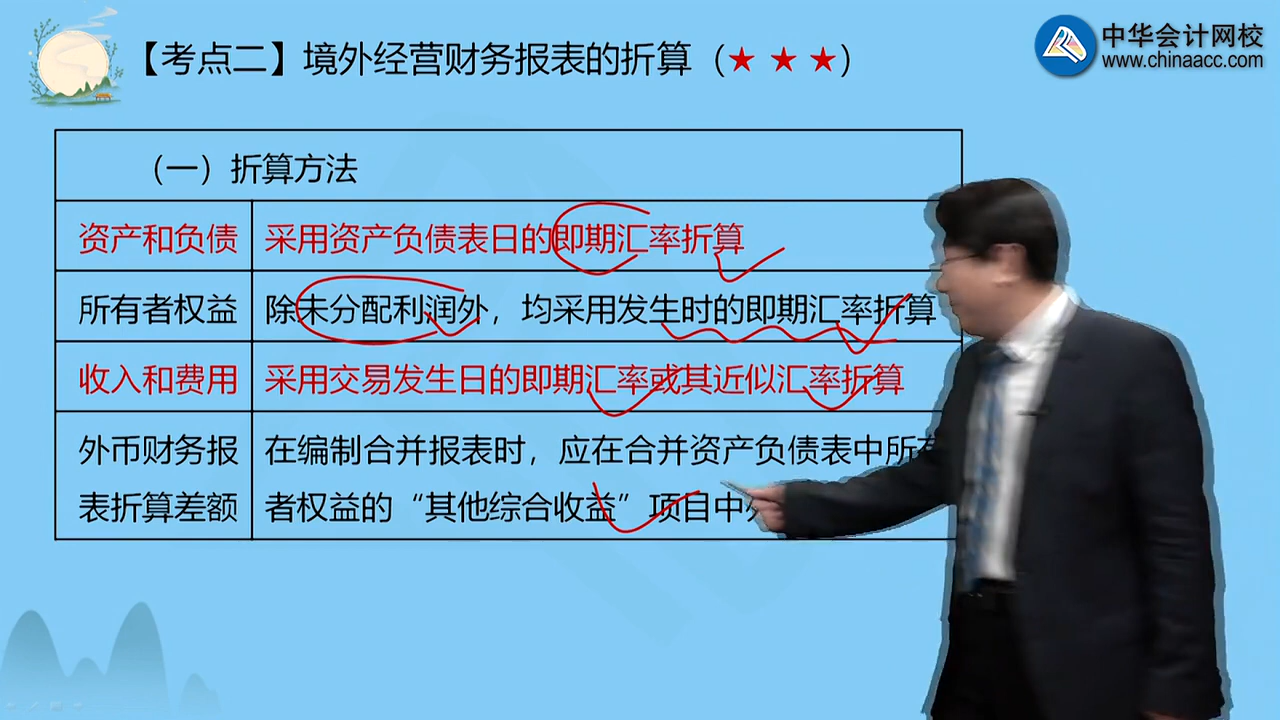 【考点二】境外经营财务报表的折算（★ ★ ★）
中华会计网校
www.chinaacc.com
（一）折算方法
资产和负债 采用资产负债表日的即期汇率折算
所有者权益 除未分配利润外，均采用发生时的即期汇率折算
收入和费用 采用交易发生日的即期汇率或其近似汇率折算
外币财务报 在编制合并报表时，应在合并资产负债表中所有
表折算差额 者权益的“其他综合收益”项目中